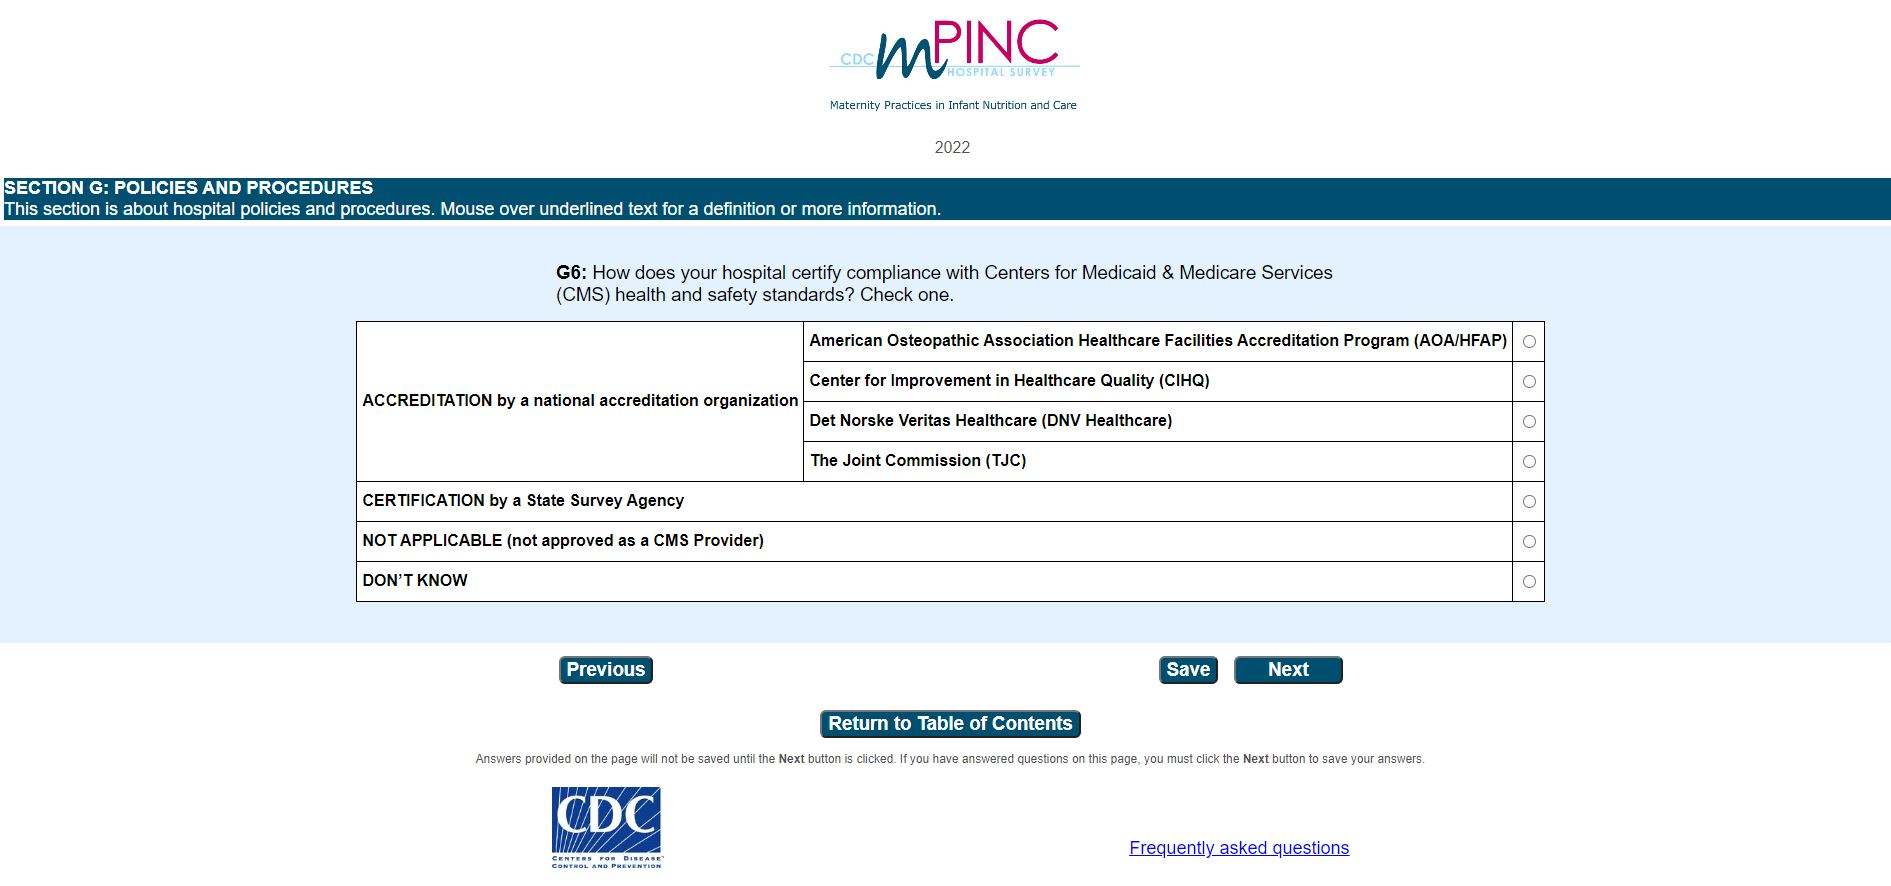 CDC mPINC
HOSPITAL SURVEY
Maternity Practices in Infant Nutrition and Care
2022
SECTION G: POLICIES AND PROCEDURES
This section is about hospital policies and procedures. Mouse over underlined text for a definition or more information.
G6: How does your hospital certify compliance with Centers for Medicaid & Medicare Services
(CMS) health and safety standards? Check one.
ACCREDITATION by a national accreditation organization
American Osteopathic Association Healthcare Facilities Accreditation Program (AOA/HFAP)
Center for Improvement in Healthcare Quality (CIHQ)
Det Norske Veritas Healthcare (DNV Healthcare)
The Joint Commission (TJC)
CERTIFICATION by a State Survey Agency
NOT APPLICABLE (not approved as a CMS Provider)
DON’T KNOW
Previous
Save
Next
Return to Table of Contents
Answers provided on the page will not be saved until the Next button is clicked. If you have answered questions on this page, you must click the Next button to save your answers.
CDC
CENTERS FOR DISEASE™
CONTROL AND PREVENTION
Frequently asked questions